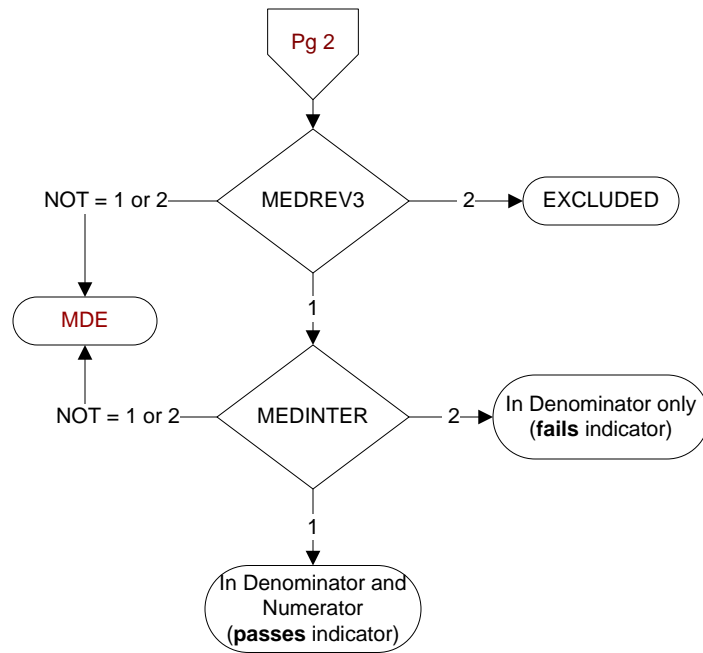 Pg 2
NOT = 1 or 2
MEDREV3
2
EXCLUDED
1
MDE
NOT = 1 or 2
MEDINTER
2
In Denominator only
(fails indicator)
1
In Denominator and
Numerator
(passes indicator)